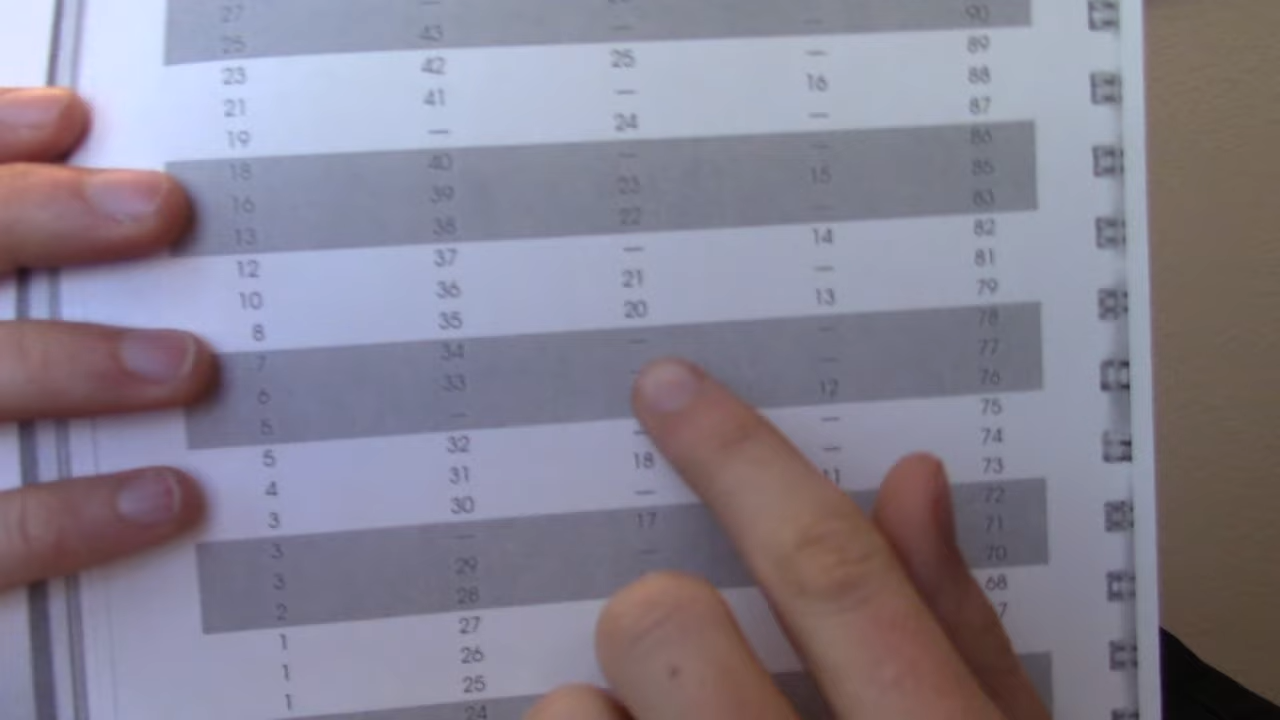 27 —
25 43 — — 90
23 42 25 — 89
21 41 — 16 88
19 — 24 — 87
18 40 — — 86
16 39 23 15 85
13 38 22 — 83
12 37 — 14 82
10 36 21 — 81
8 35 20 13 79
7 34 — — 78
6 33 — — 77
5 — 12 76
5 32 — — 75
4 31 18 — 74
3 30 — 11 73
3 — 17 72
3 29 — 71
2 28 70
1 27 68
1 26 7
1 25
24